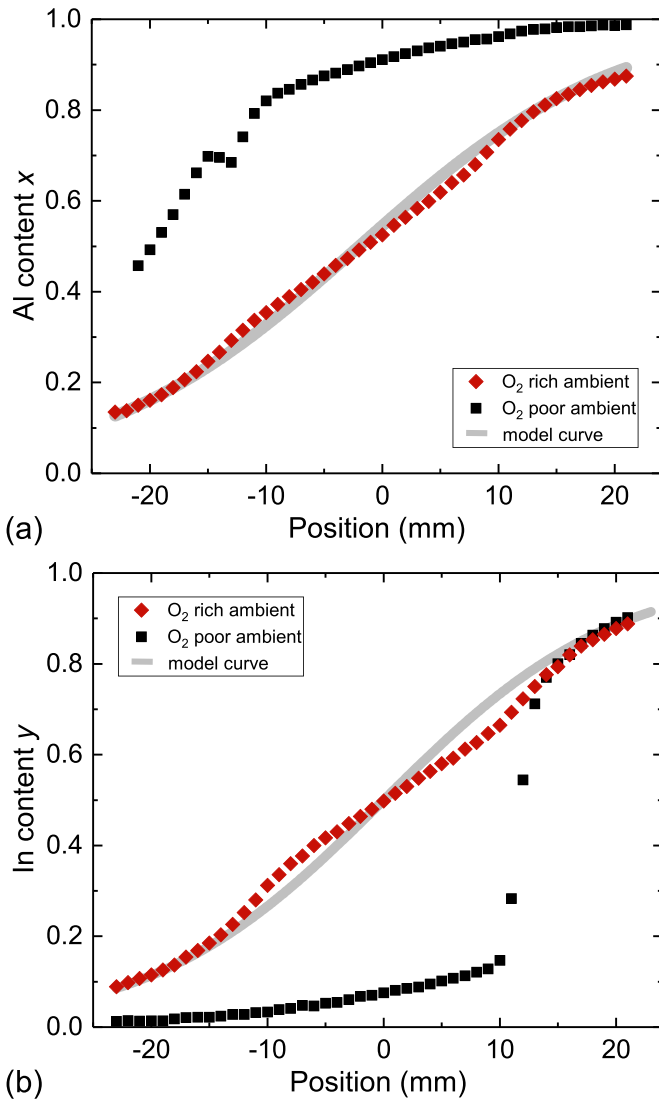 1.0
0.8
0.6
0.4
0.2
0.0
Al content x
O2 rich ambient
O2 poor ambient
model curve
-20 -10 0 10 20
(a) Position (mm)
1.0
0.8
0.6
0.4
0.2
0.0
In content y
O2 rich ambient
O2 poor ambient
model curve
-20 -10 0 10 20
(b) Position (mm)